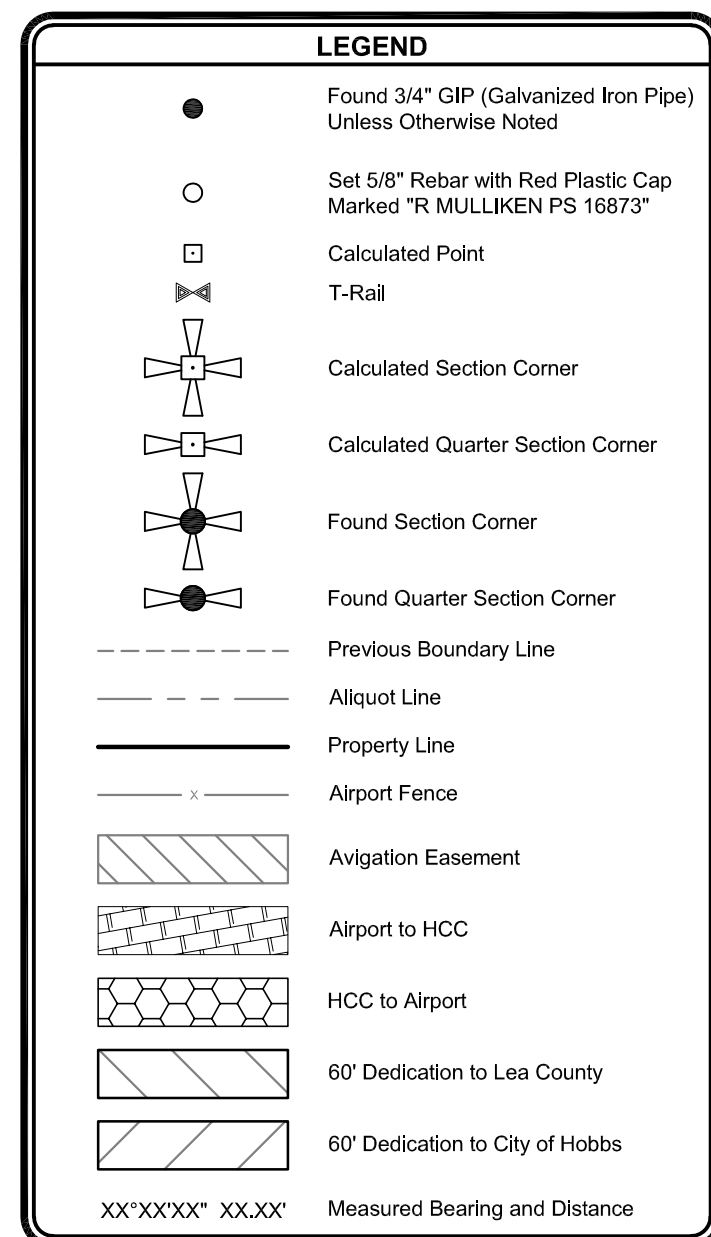 LEGEND
Found 3/4" GIP (Galvanized Iron Pipe)
Unless Otherwise Noted
Set 5/8" Rebar with Red Plastic Cap
Marked "R MULLIKEN PS 16873"
Calculated Point
T-Rail
Calculated Section Corner
Calculated Quarter Section Corner
Found Section Corner
Found Quarter Section Corner
Previous Boundary Line
Aliquot Line
Property Line
x Airport Fence
Avigation Easement
Airport to HCC
HCC to Airport
60' Dedication to Lea County
60' Dedication to City of Hobbs
XX°XX'XX" XX.XX' Measured Bearing and Distance